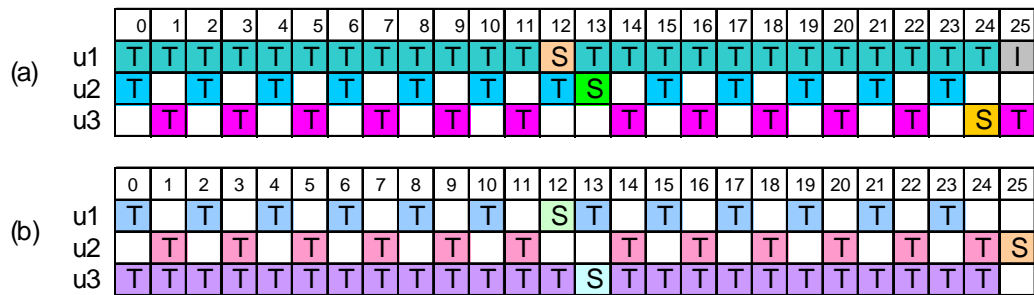 0 1 2 3 4 5 6 7 8 9 10 11 12 13 14 15 16 17 18 19 20 21 22 23 24 25
(a)
u1 T T T T T T T T T T T T S T T T T T T T T T T T T I
u2 T T T T T T T S T T T T T
u3 T T T T T T T T T T T S T
0 1 2 3 4 5 6 7 8 9 10 11 12 13 14 15 16 17 18 19 20 21 22 23 24 25
(b)
u1 T T T T T T S T T T T T T
u2 T T T T T T T T T T T T S
u3 T T T T T T T T T T T T T S T T T T T T T T T T T